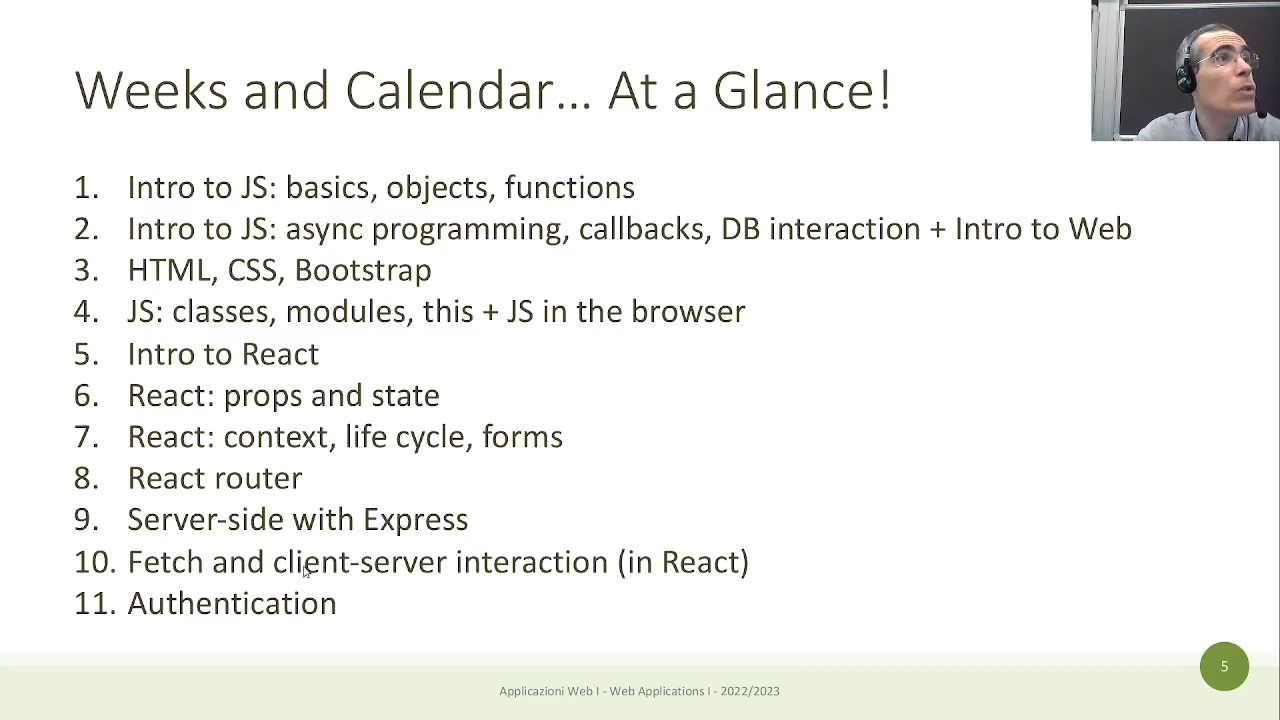 Weeks and Calendar... At a Glance!
1. Intro to JS: basics, objects, functions
2. Intro to JS: async programming, callbacks, DB interaction + Intro to Web
3. HTML, CSS, Bootstrap
4. JS: classes, modules, this + JS in the browser
5. Intro to React
6. React: props and state
7. React: context, life cycle, forms
8. React router
9. Server-side with Express
10. Fetch and client-server interaction (in React)
11. Authentication
5
Applicazioni Web I - Web Applications I - 2022/2023